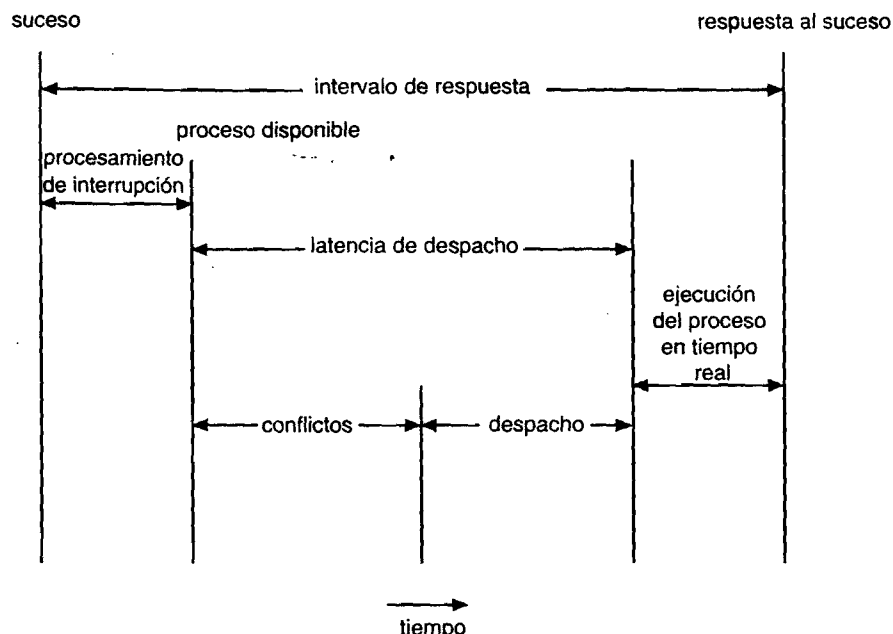 suceso
respuesta al suceso
intervalo de respuesta
proceso disponible
procesamiento
de interrupción
latencia de despacho
ejecución
del proceso
en tiempo
real
conflictos
despacho
tiempo